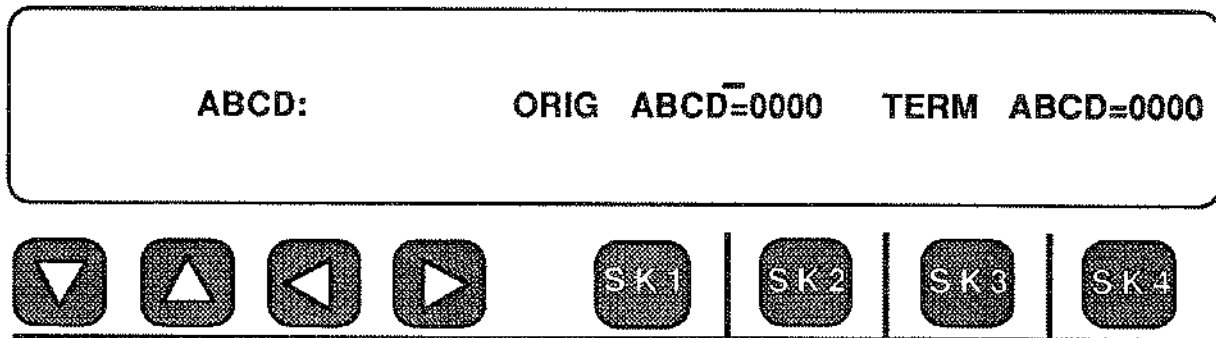 ABCD: ORIG ABCD=0000 TERM ABCD=0000
SK1 SK2 SK3 SK4